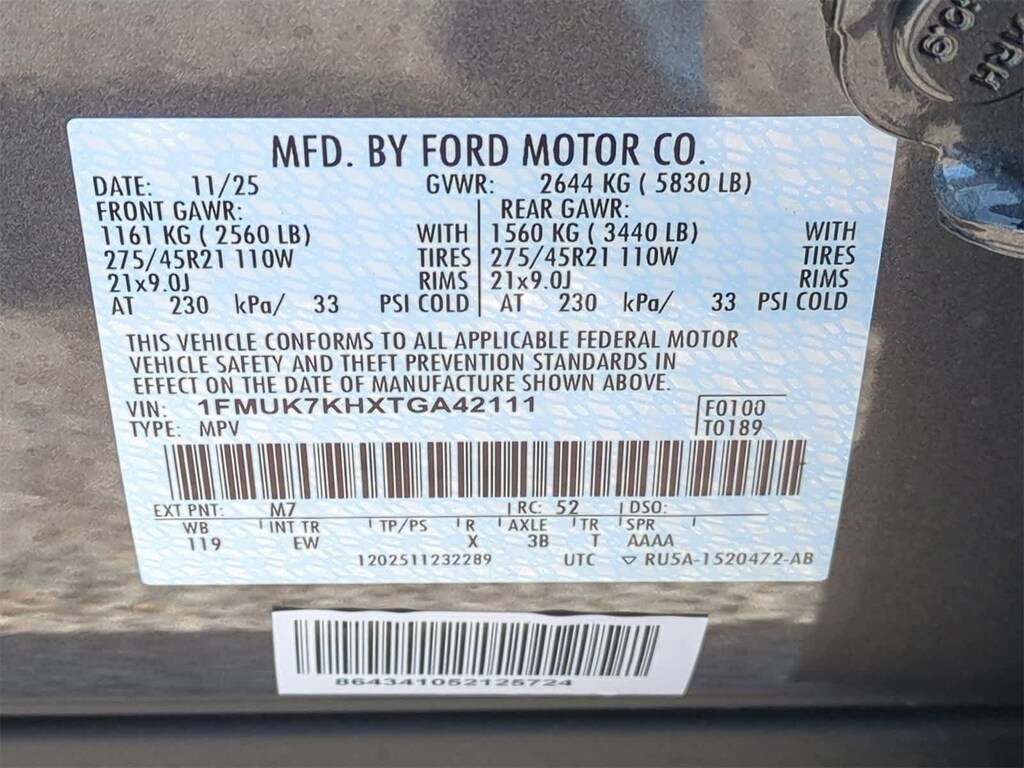 MFD. BY FORD MOTOR CO.
DATE: 11/25 GVWR: 2644 KG ( 5830 LB)
FRONT GAWR: REAR GAWR:
1161 KG ( 2560 LB) WITH 1560 KG ( 3440 LB) WITH
275/45R21 110W TIRES 275/45R21 110W TIRES
21x9.0J RIMS 21x9.0J RIMS
AT 230 kPa/ 33 PSI COLD AT 230 kPa/ 33 PSI COLD
THIS VEHICLE CONFORMS TO ALL APPLICABLE FEDERAL MOTOR
VEHICLE SAFETY AND THEFT PREVENTION STANDARDS IN
EFFECT ON THE DATE OF MANUFACTURE SHOWN ABOVE.
VIN: 1FMUK7KHXTGA42111 F0100
TYPE: MPV T0189
EXT PNT: M7 RC: 52 DSO:
WB INT TR TP/PS R AXLE TR SPR
119 EW X 3B T AAAA
1202511232289 UTC ▽ RU5A-1520472-AB
864341052125724